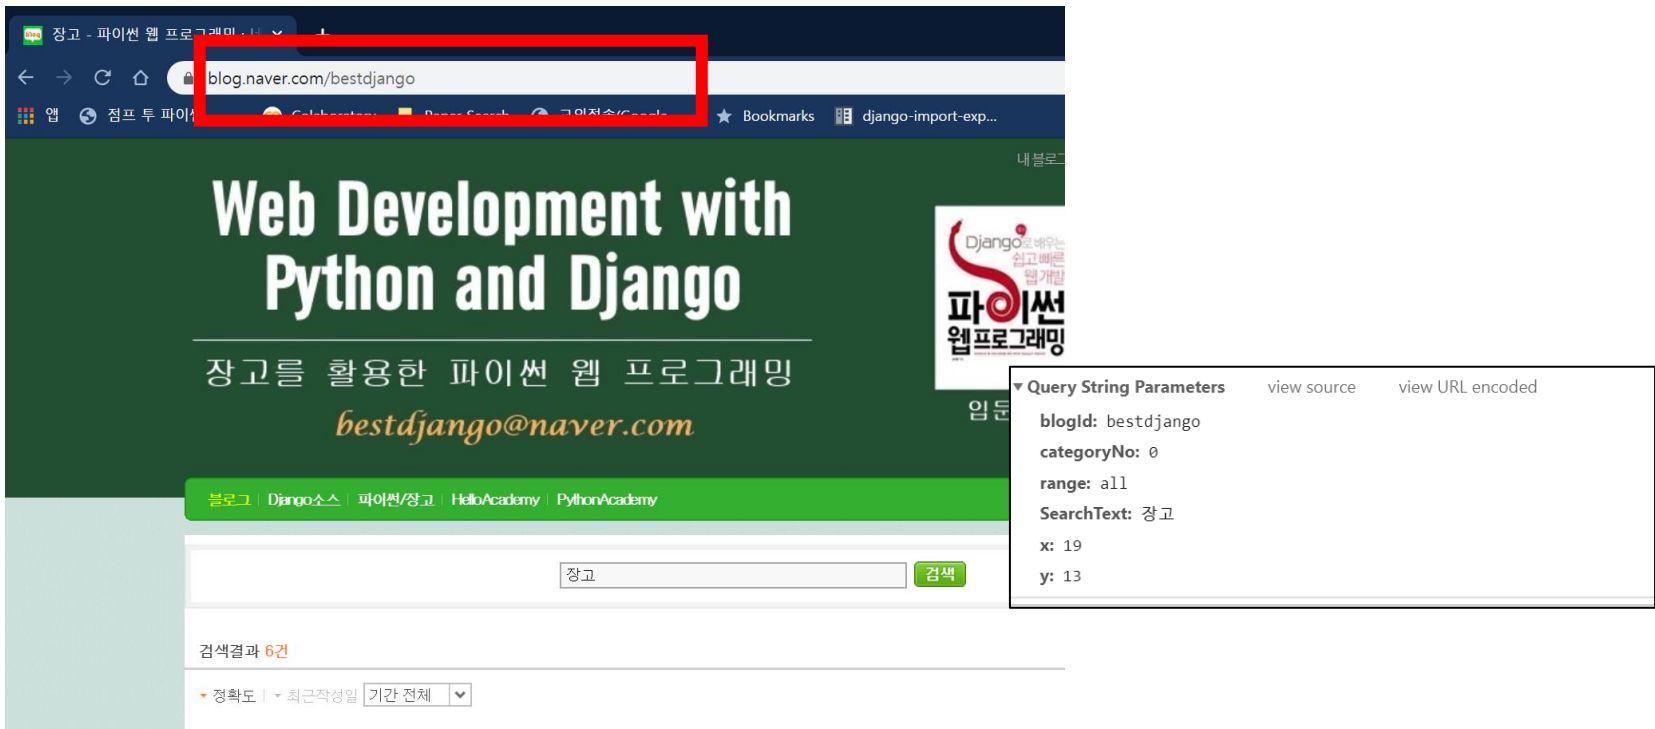 장고 - 파이썬 웹 프로그래밍 : 네
blog.naver.com/bestdjango
앱 점프 투 파이썬 Colaboratory Paper Search Bookmarks django-import-exp...
내 블로그
Web Development with
Python and Django
장고를 활용한 파이썬 웹 프로그래밍
bestdjango@naver.com
Django로 배우는
쉽고 빠른
웹 개발
파이썬
웹 프로그래밍
입문
블로그 | Django소스 | 파이썬/장고 | HelloAcademy | PythonAcademy
장고 검색
검색결과 6건
정확도 | 최근작성일 기간 전체
Query String Parameters view source view URL encoded
blogId: bestdjango
categoryNo: 0
range: all
SearchText: 장고
x: 19
y: 13